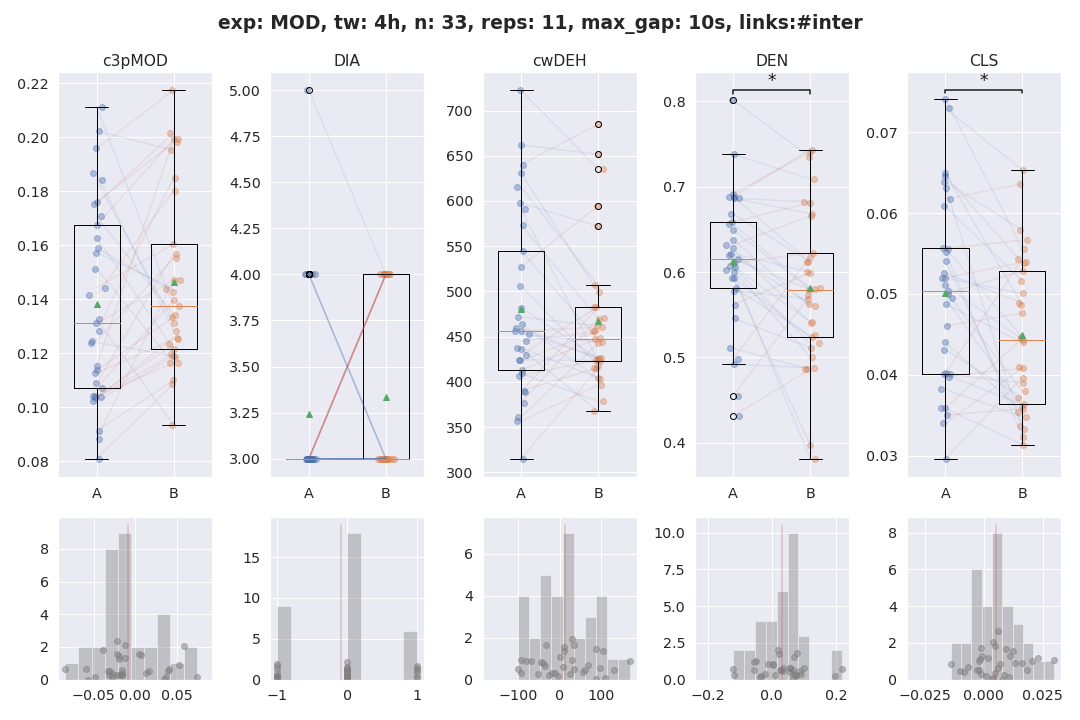 exp: MOD, tw: 4h, n: 33, reps: 11, max_gap: 10s, links:#inter
c3pMOD DIA cwDEH DEN CLS
* *
0.22 0.20 0.18 0.16 0.14 0.12 0.10 0.08
A B
5.00 4.75 4.50 4.25 4.00 3.75 3.50 3.25 3.00
A B
700 650 600 550 500 450 400 350 300
A B
0.8 0.7 0.6 0.5 0.4
A B
0.07 0.06 0.05 0.04 0.03
A B
8 6 4 2 0
−0.05 0.00 0.05
15 10 5 0
−1 0 1
6 4 2 0
−100 0 100
10.0 7.5 5.0 2.5 0.0
−0.2 0.0 0.2
8 6 4 2 0
−0.025 0.000 0.025